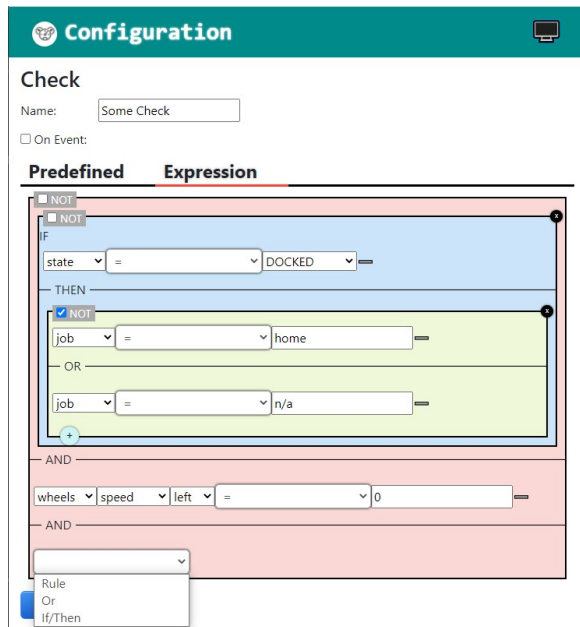 Configuration
Check
Name: Some Check
On Event:
Predefined Expression
NOT
NOT
x
IF
state = DOCKED
THEN
NOT
x
job = home
OR
job = n/a
+
AND
wheels speed left = 0
AND
Rule
Or
If/Then